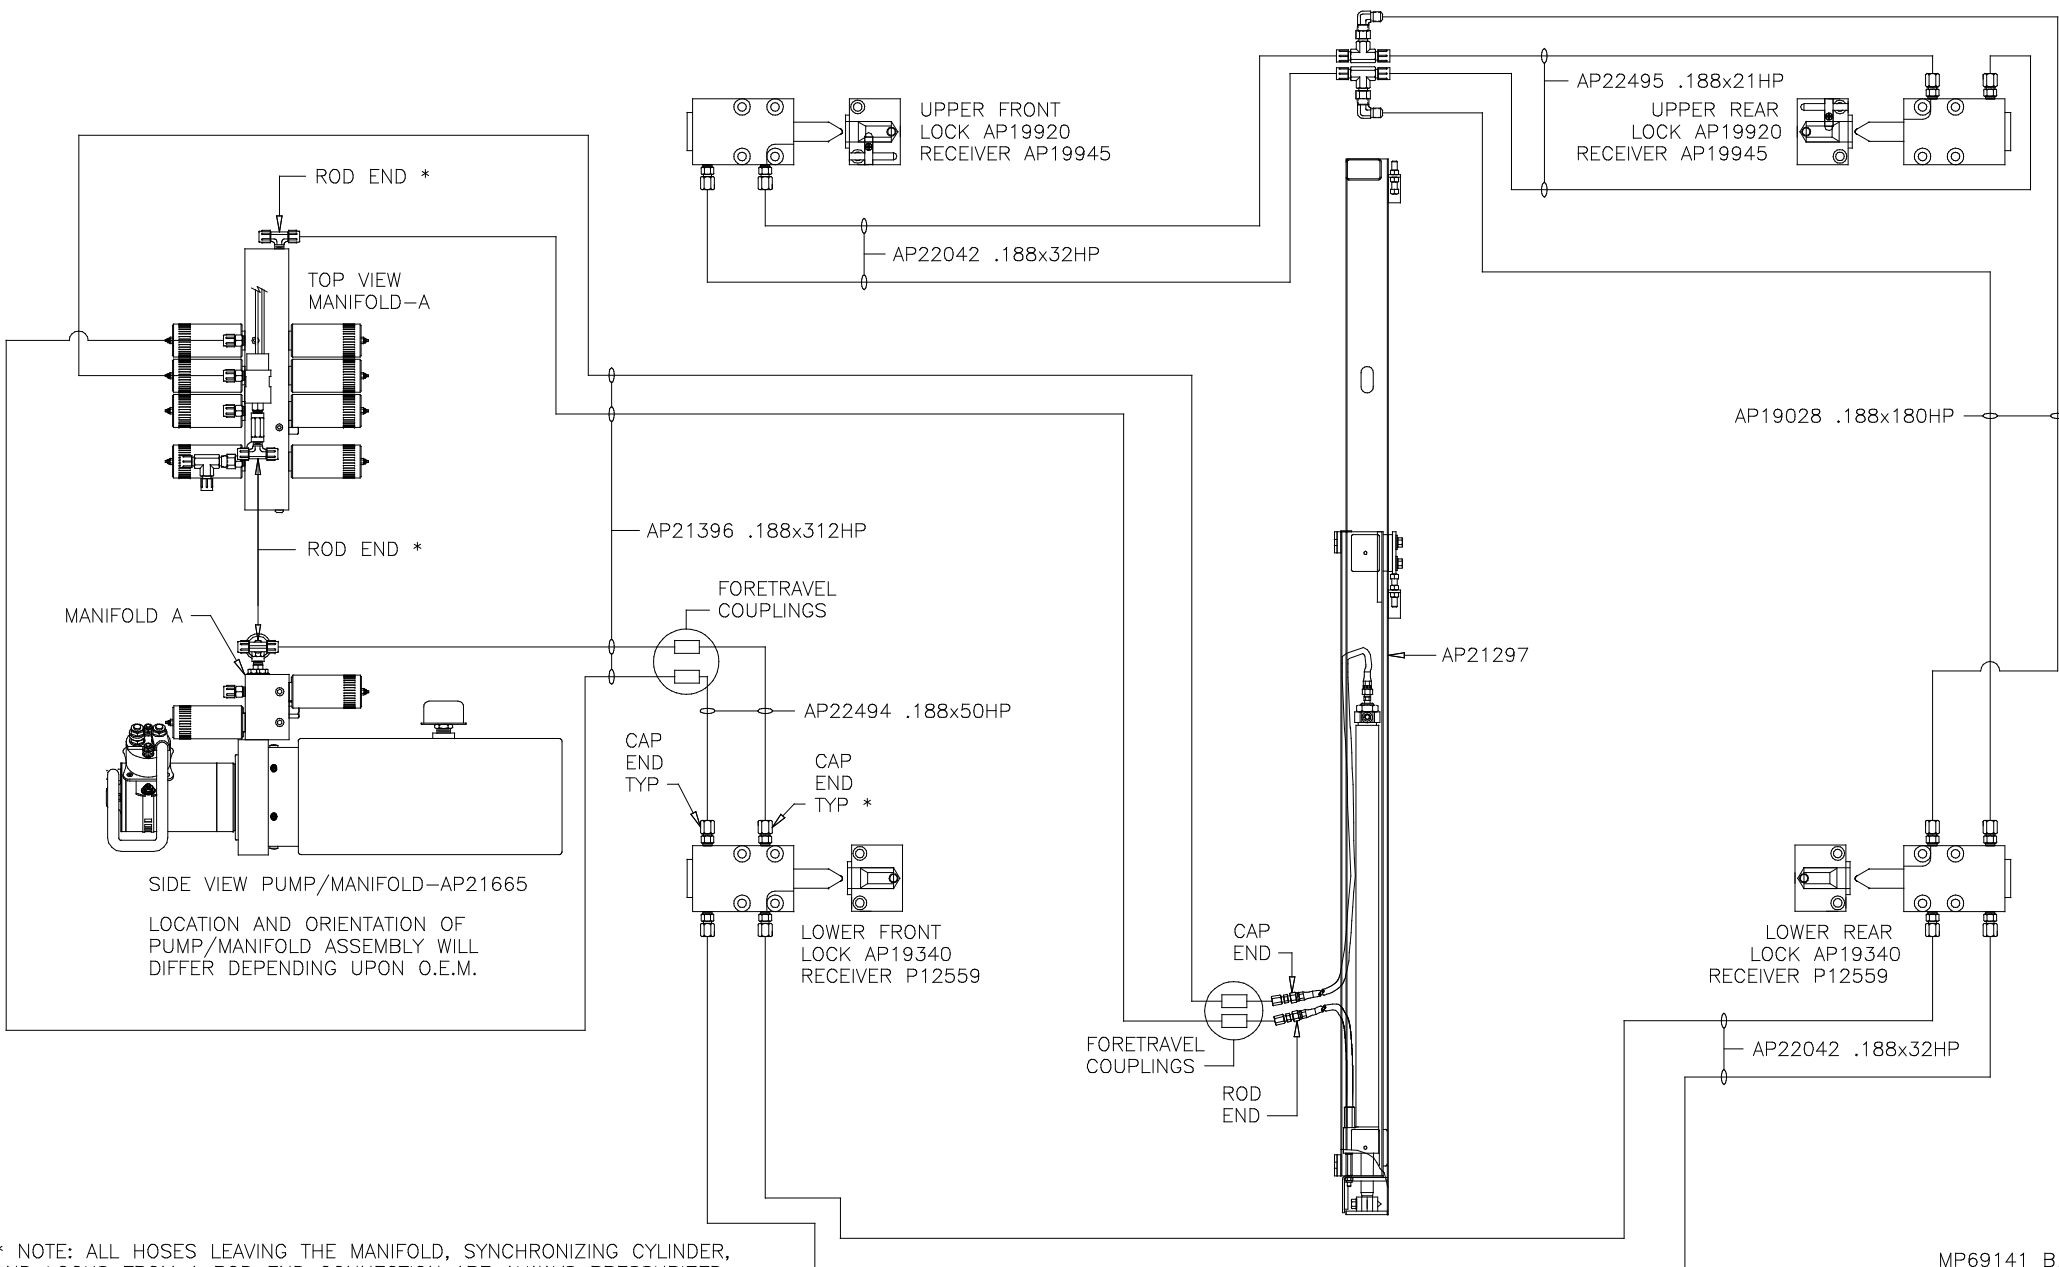 AP22495 .188x21HP
UPPER FRONT
LOCK AP19920
RECEIVER AP19945
UPPER REAR
LOCK AP19920
RECEIVER AP19945
ROD END *
AP22042 .188x32HP
TOP VIEW
MANIFOLD-A
AP19028 .188x180HP
AP21396 .188x312HP
ROD END *
FORETRAVEL
COUPLINGS
MANIFOLD A
AP21297
AP22494 .188x50HP
CAP
END
TYP
CAP
END
TYP *
SIDE VIEW PUMP/MANIFOLD-AP21665
LOCATION AND ORIENTATION OF
PUMP/MANIFOLD ASSEMBLY WILL
DIFFER DEPENDING UPON O.E.M.
LOWER FRONT
LOCK AP19340
RECEIVER P12559
CAP
END
LOWER REAR
LOCK AP19340
RECEIVER P12559
FORETRAVEL
COUPLINGS
AP22042 .188x32HP
ROD
END
* NOTE: ALL HOSES LEAVING THE MANIFOLD, SYNCHRONIZING CYLINDER,
MP69141 B